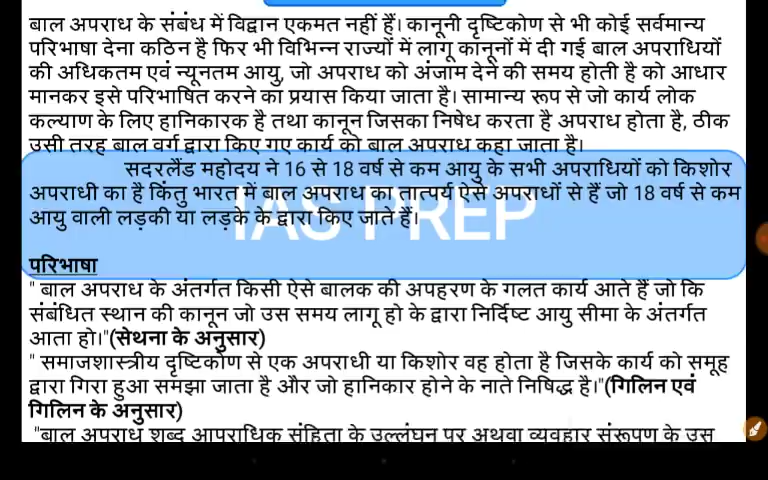 बाल अपराध के संबंध में विद्वान एकमत नहीं हैं। कानूनी दृष्टिकोण से भी कोई सर्वमान्य
परिभाषा देना कठिन है फिर भी विभिन्न राज्यों में लागू कानूनों में दी गई बाल अपराधियों
की अधिकतम एवं न्यूनतम आयु, जो अपराध को अंजाम देने की समय होती है को आधार
मानकर इसे परिभाषित करने का प्रयास किया जाता है। सामान्य रूप से जो कार्य लोक
कल्याण के लिए हानिकारक है तथा कानून जिसका निषेध करता है अपराध होता है, ठीक
उसी तरह बाल वर्ग द्वारा किए गए कार्य को बाल अपराध कहा जाता है।
सदरलैंड महोदय ने 16 से 18 वर्ष से कम आयु के सभी अपराधियों को किशोर
अपराधी का है किंतु भारत में बाल अपराध का तात्पर्य ऐसे अपराधों से हैं जो 18 वर्ष से कम
आयु वाली लड़की या लड़के के द्वारा किए जाते हैं।
IAS PREP
परिभाषा
" बाल अपराध के अंतर्गत किसी ऐसे बालक की अपहरण के गलत कार्य आते हैं जो कि
संबंधित स्थान की कानून जो उस समय लागू हो के द्वारा निर्दिष्ट आयु सीमा के अंतर्गत
आता हो।"(सेथना के अनुसार)
" समाजशास्त्रीय दृष्टिकोण से एक अपराधी या किशोर वह होता है जिसके कार्य को समूह
द्वारा गिरा हुआ समझा जाता है और जो हानिकार होने के नाते निषिद्ध है।"(गिलिन एवं
गिलिन के अनुसार)
"बाल अपराध शब्द आपराधिक संहिता के उल्लंघन पर अथवा व्यवहार संरूपण के उस